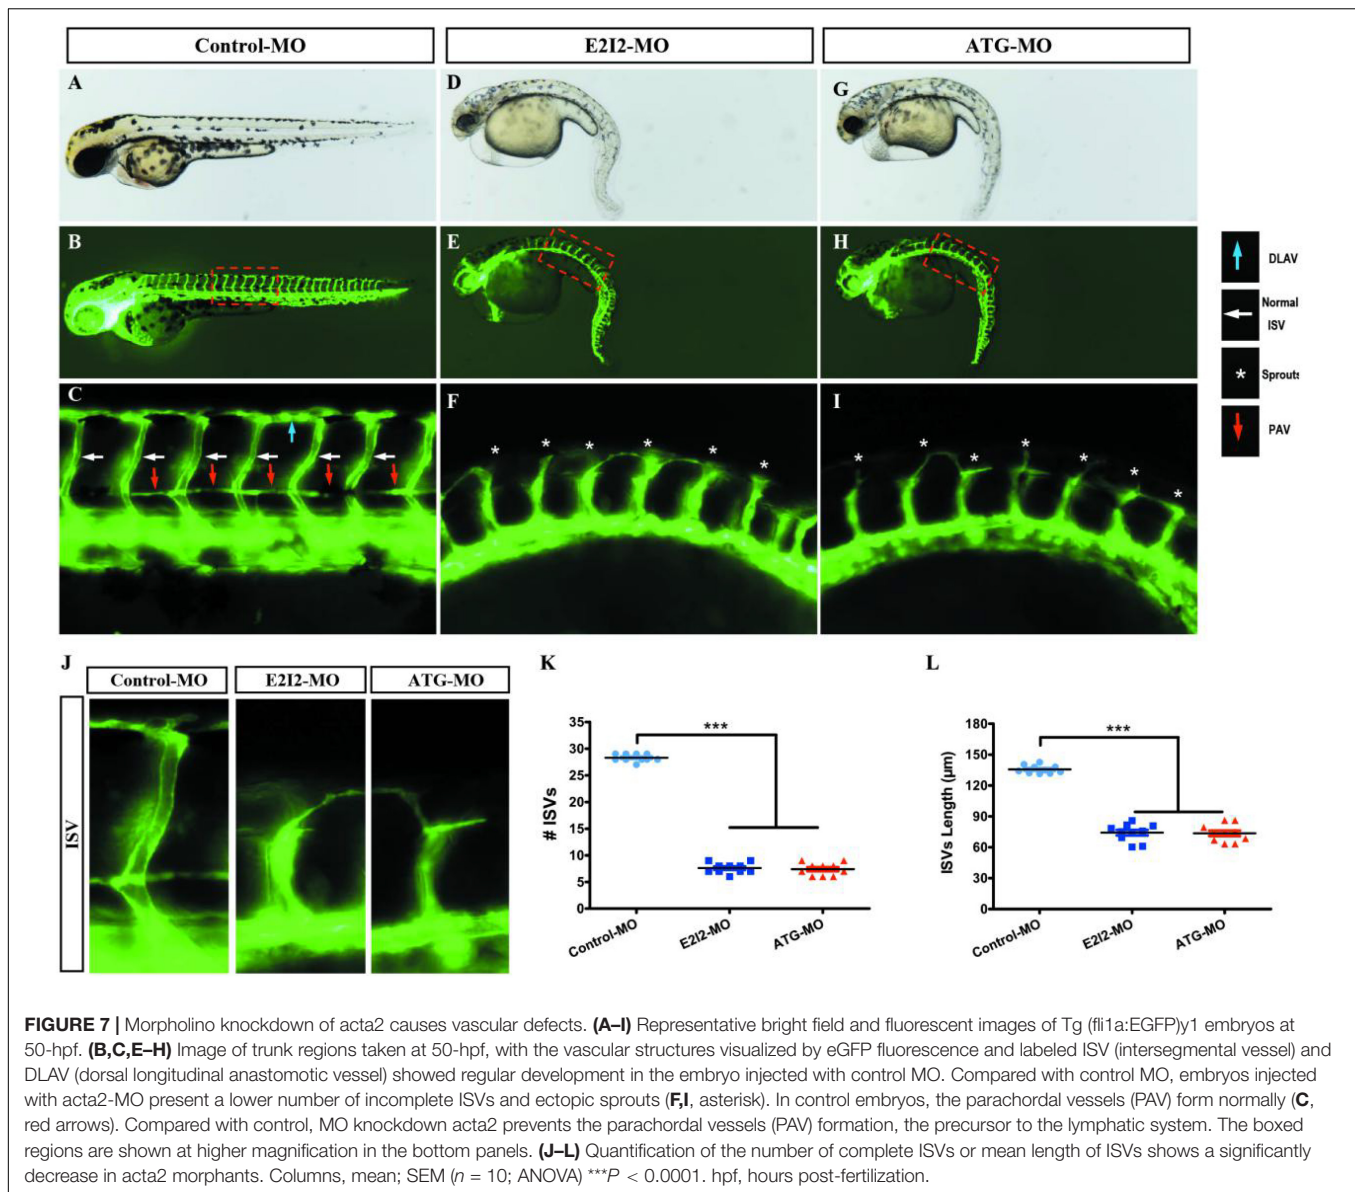 Control-MO
E2I2-MO
ATG-MO
A
D
G
B
E
H
C
F
I
* * * * * *
* * * * * * *
DLAV
Normal
ISV
* Sprouts
PAV
J
Control-MO
E2I2-MO
ATG-MO
ISV
K
***
35
30
25
20
15
10
5
0
# ISVs
Control-MO
E2I2-MO
ATG-MO
L
***
180
150
120
90
60
30
0
ISVs Length (µm)
Control-MO
E2I2-MO
ATG-MO
FIGURE 7 | Morpholino knockdown of acta2 causes vascular defects. (A–I) Representative bright field and fluorescent images of Tg (fli1a:EGFP)y1 embryos at
50-hpf. (B,C,E–H) Image of trunk regions taken at 50-hpf, with the vascular structures visualized by eGFP fluorescence and labeled ISV (intersegmental vessel) and
DLAV (dorsal longitudinal anastomotic vessel) showed regular development in the embryo injected with control MO. Compared with control MO, embryos injected
with acta2-MO present a lower number of incomplete ISVs and ectopic sprouts (F,I, asterisk). In control embryos, the parachordal vessels (PAV) form normally (C,
red arrows). Compared with control, MO knockdown acta2 prevents the parachordal vessels (PAV) formation, the precursor to the lymphatic system. The boxed
regions are shown at higher magnification in the bottom panels. (J–L) Quantification of the number of complete ISVs or mean length of ISVs shows a significantly
decrease in acta2 morphants. Columns, mean; SEM (n = 10; ANOVA) ***P < 0.0001. hpf, hours post-fertilization.